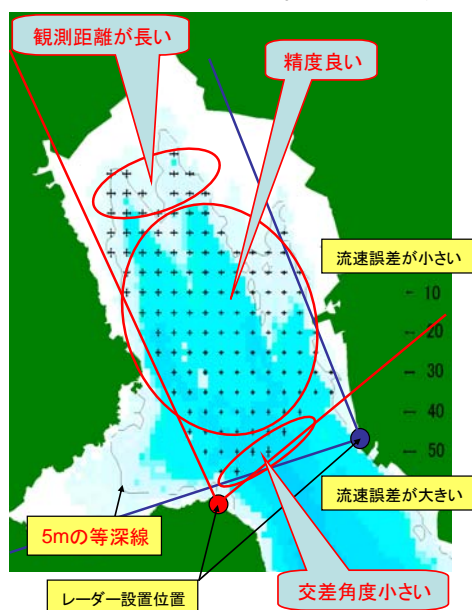 観測距離が長い
精度良い
流速誤差が小さい
10
20
30
40
50
流速誤差が大きい
5mの等深線
レーダー設置位置
交差角度小さい